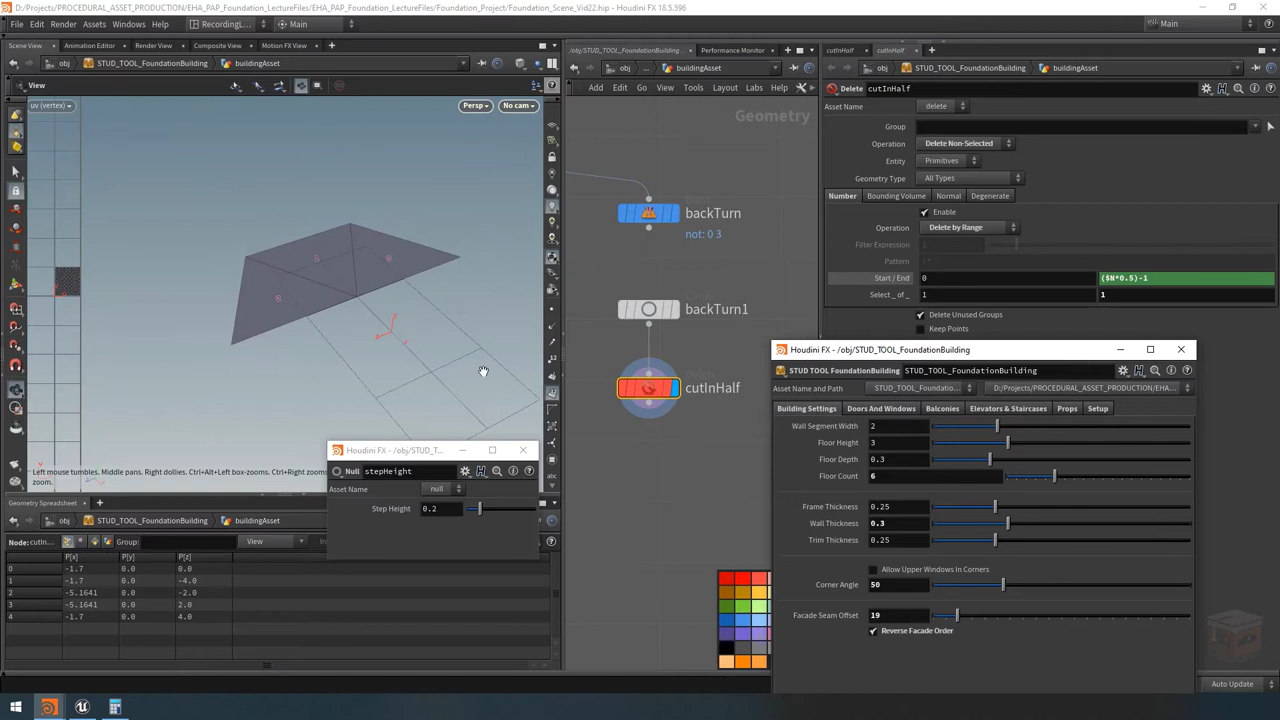 D:/Projects/PROCEDURAL_ASSET_PRODUCTION/EHA_PAP_Foundation_LectureFiles/EHA_PAP_Foundation_LectureFiles/Foundation_Project/Foundation_Scene_Vid22.hip - Houdini FX - 18.5.596
File Edit Render Assets Windows Help RecordingL... Main Main
Scene View Animation Editor Render View Composite View Motion FX View
obj STUD_TOOL_FoundationBuilding buildingAsset
View
uv (vertex) Persp No cam
Left mouse tumbles. Middle pans. Right dollies. Ctrl+Alt+Left box-zooms. Ctrl+Right zooms.
zoom.
Geometry Spreadsheet
obj STUD_TOOL_FoundationBuilding buildingAsset
Node: cutIn... Group: View
P[x] P[y] P[z]
0 -1.7 0.0 0.0
1 -1.7 0.0 -4.0
2 -5.1641 0.0 -2.0
3 -5.1641 0.0 2.0
4 -1.7 0.0 4.0
Houdini FX - /obj/STUD_T...
Null stepHeight
Asset Name null
Step Height 0.2
/obj/STUD_TOOL_FoundationBuilding/... Performance Monitor
obj ... buildingAsset
Add Edit Go View Tools Layout Labs Help
Geometry
backTurn
not: 0 3
backTurn1
cutInHalf
cutInHalf cutInHalf
obj STUD_TOOL_FoundationBuilding buildingAsset
Delete cutInHalf
Asset Name delete
Group
Operation Delete Non-Selected
Entity Primitives
Geometry Type All Types
Number Bounding Volume Normal Degenerate
Enable
Operation Delete by Range
Filter Expression
Pattern
Start / End 0 ($N*0.5)-1
Select _ of _ 1 1
Delete Unused Groups
Keep Points
Houdini FX - /obj/STUD_TOOL_FoundationBuilding
STUD TOOL FoundationBuilding STUD_TOOL_FoundationBuilding
Asset Name and Path STUD_TOOL_Foundatio... D:/Projects/PROCEDURAL_ASSET_PRODUCTION/EHA...
Building Settings Doors And Windows Balconies Elevators & Staircases Props Setup
Wall Segment Width 2
Floor Height 3
Floor Depth 0.3
Floor Count 6
Frame Thickness 0.25
Wall Thickness 0.3
Trim Thickness 0.25
Allow Upper Windows In Corners
Corner Angle 50
Facade Seam Offset 19
Reverse Facade Order
Auto Update